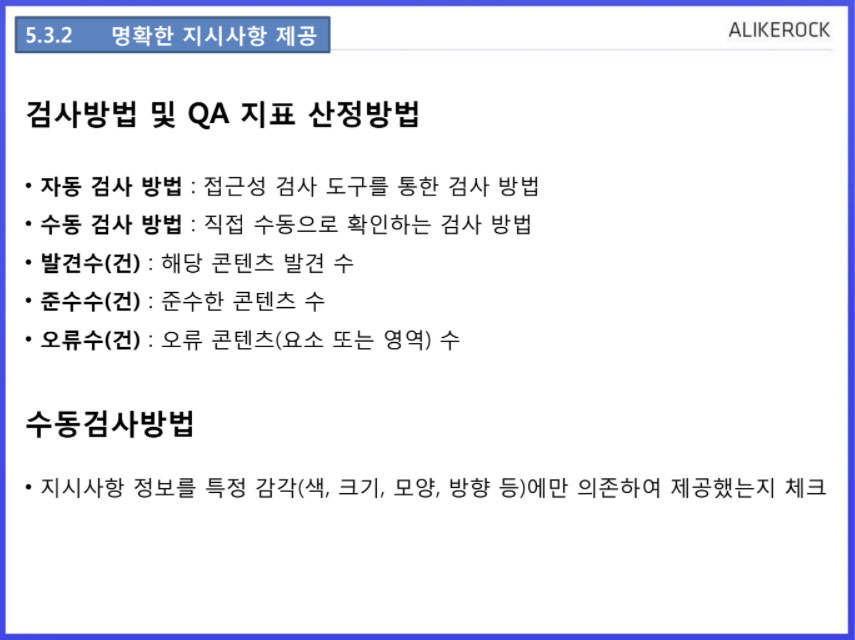 5.3.2 명확한 지시사항 제공
ALIKEROCK
검사방법 및 QA 지표 산정방법
• 자동 검사 방법 : 접근성 검사 도구를 통한 검사 방법
• 수동 검사 방법 : 직접 수동으로 확인하는 검사 방법
• 발견수(건) : 해당 콘텐츠 발견 수
• 준수수(건) : 준수한 콘텐츠 수
• 오류수(건) : 오류 콘텐츠(요소 또는 영역) 수
수동검사방법
• 지시사항 정보를 특정 감각(색, 크기, 모양, 방향 등)에만 의존하여 제공했는지 체크